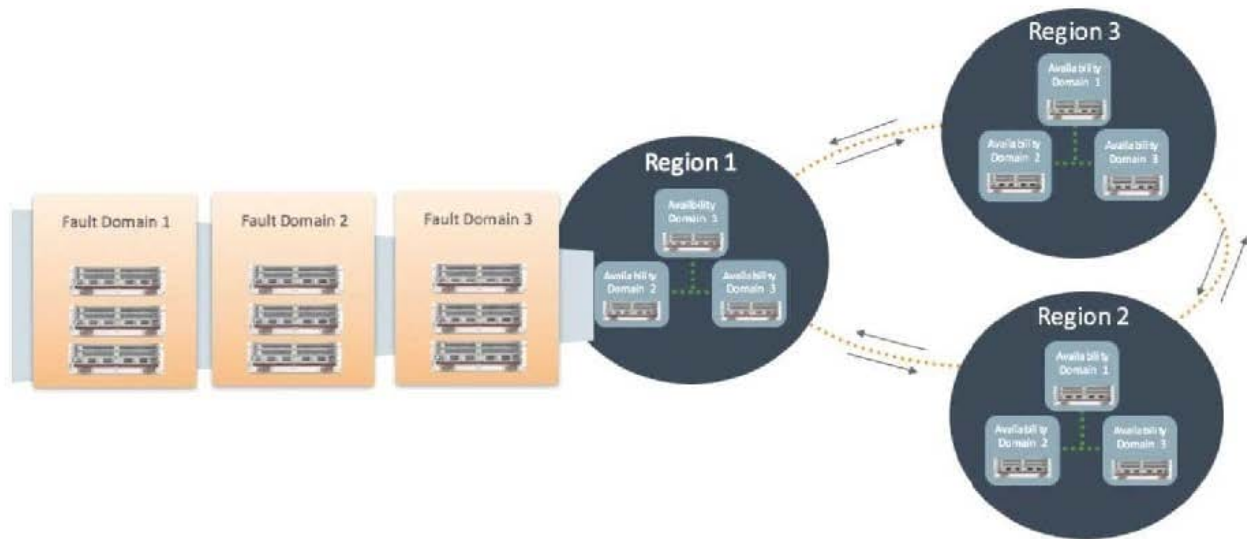 Fault Domain 1
Fault Domain 2
Fault Domain 3
Region 1
Availbility
Domain 1
Availability
Domain 2
Availability
Domain 3
Region 3
Availability
Domain 1
Availability
Domain 2
Availability
Domain 3
Region 2
Availability
Domain 1
Availability
Domain 2
Availability
Domain 3